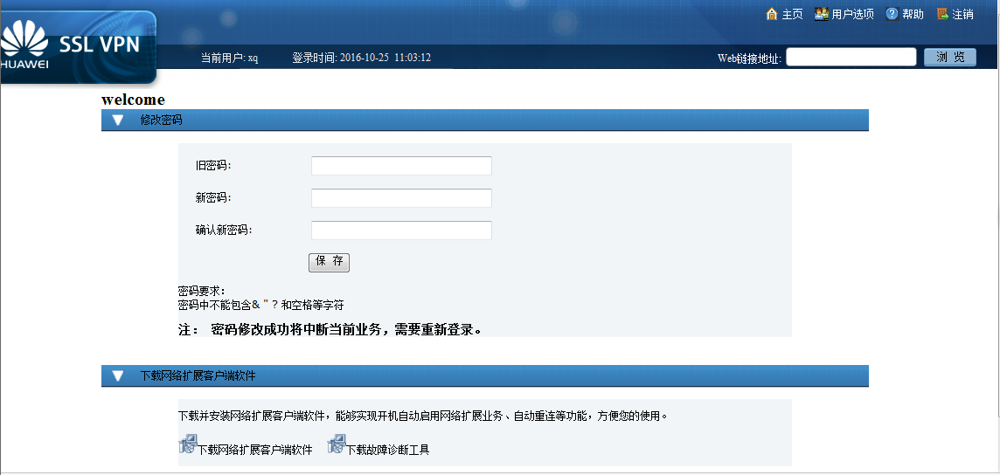 主页 用户选项 帮助 注销
HUAWEI SSL VPN
当前用户: xq 登录时间: 2016-10-25 11:03:12 Web链接地址: 浏 览
welcome
修改密码
旧密码:
新密码:
确认新密码:
保 存
密码要求:
密码中不能包含& " ? 和空格等字符
注： 密码修改成功将中断当前业务，需要重新登录。
下载网络扩展客户端软件
下载并安装网络扩展客户端软件，能够实现开机自动启用网络扩展业务、自动重连等功能，方便您的使用。
下载网络扩展客户端软件 下载故障诊断工具